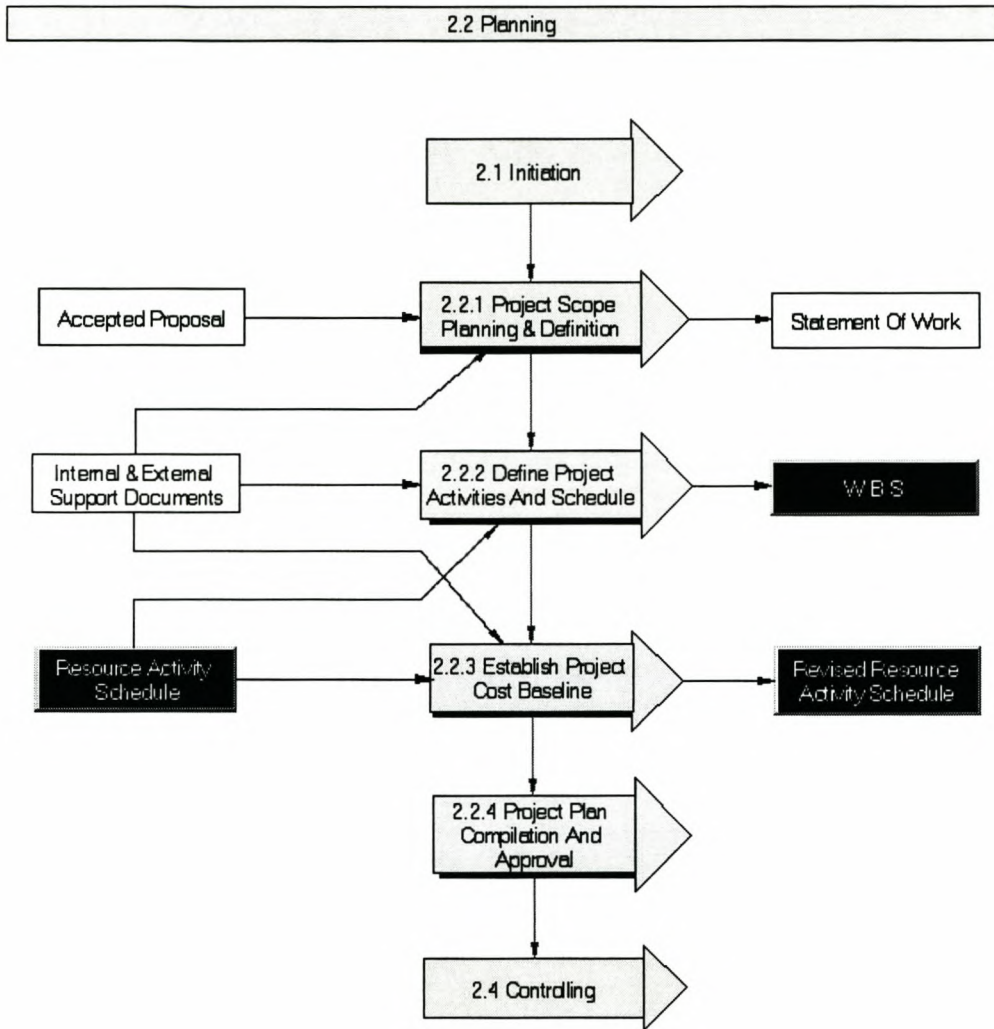 2.2 Planning
2.1 Initiation
Accepted Proposal
2.2.1 Project Scope
Planning & Definition
Statement Of Work
Internal & External
Support Documents
2.2.2 Define Project
Activities And Schedule
W B S
Resource Activity
Schedule
2.2.3 Establish Project
Cost Baseline
Revised Resource
Activity Schedule
2.2.4 Project Plan
Compilation And
Approval
2.4 Controlling